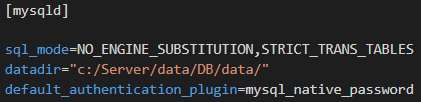 [mysqld]
sql_mode=NO_ENGINE_SUBSTITUTION,STRICT_TRANS_TABLES
datadir="c:/Server/data/DB/data/"
default_authentication_plugin=mysql_native_password